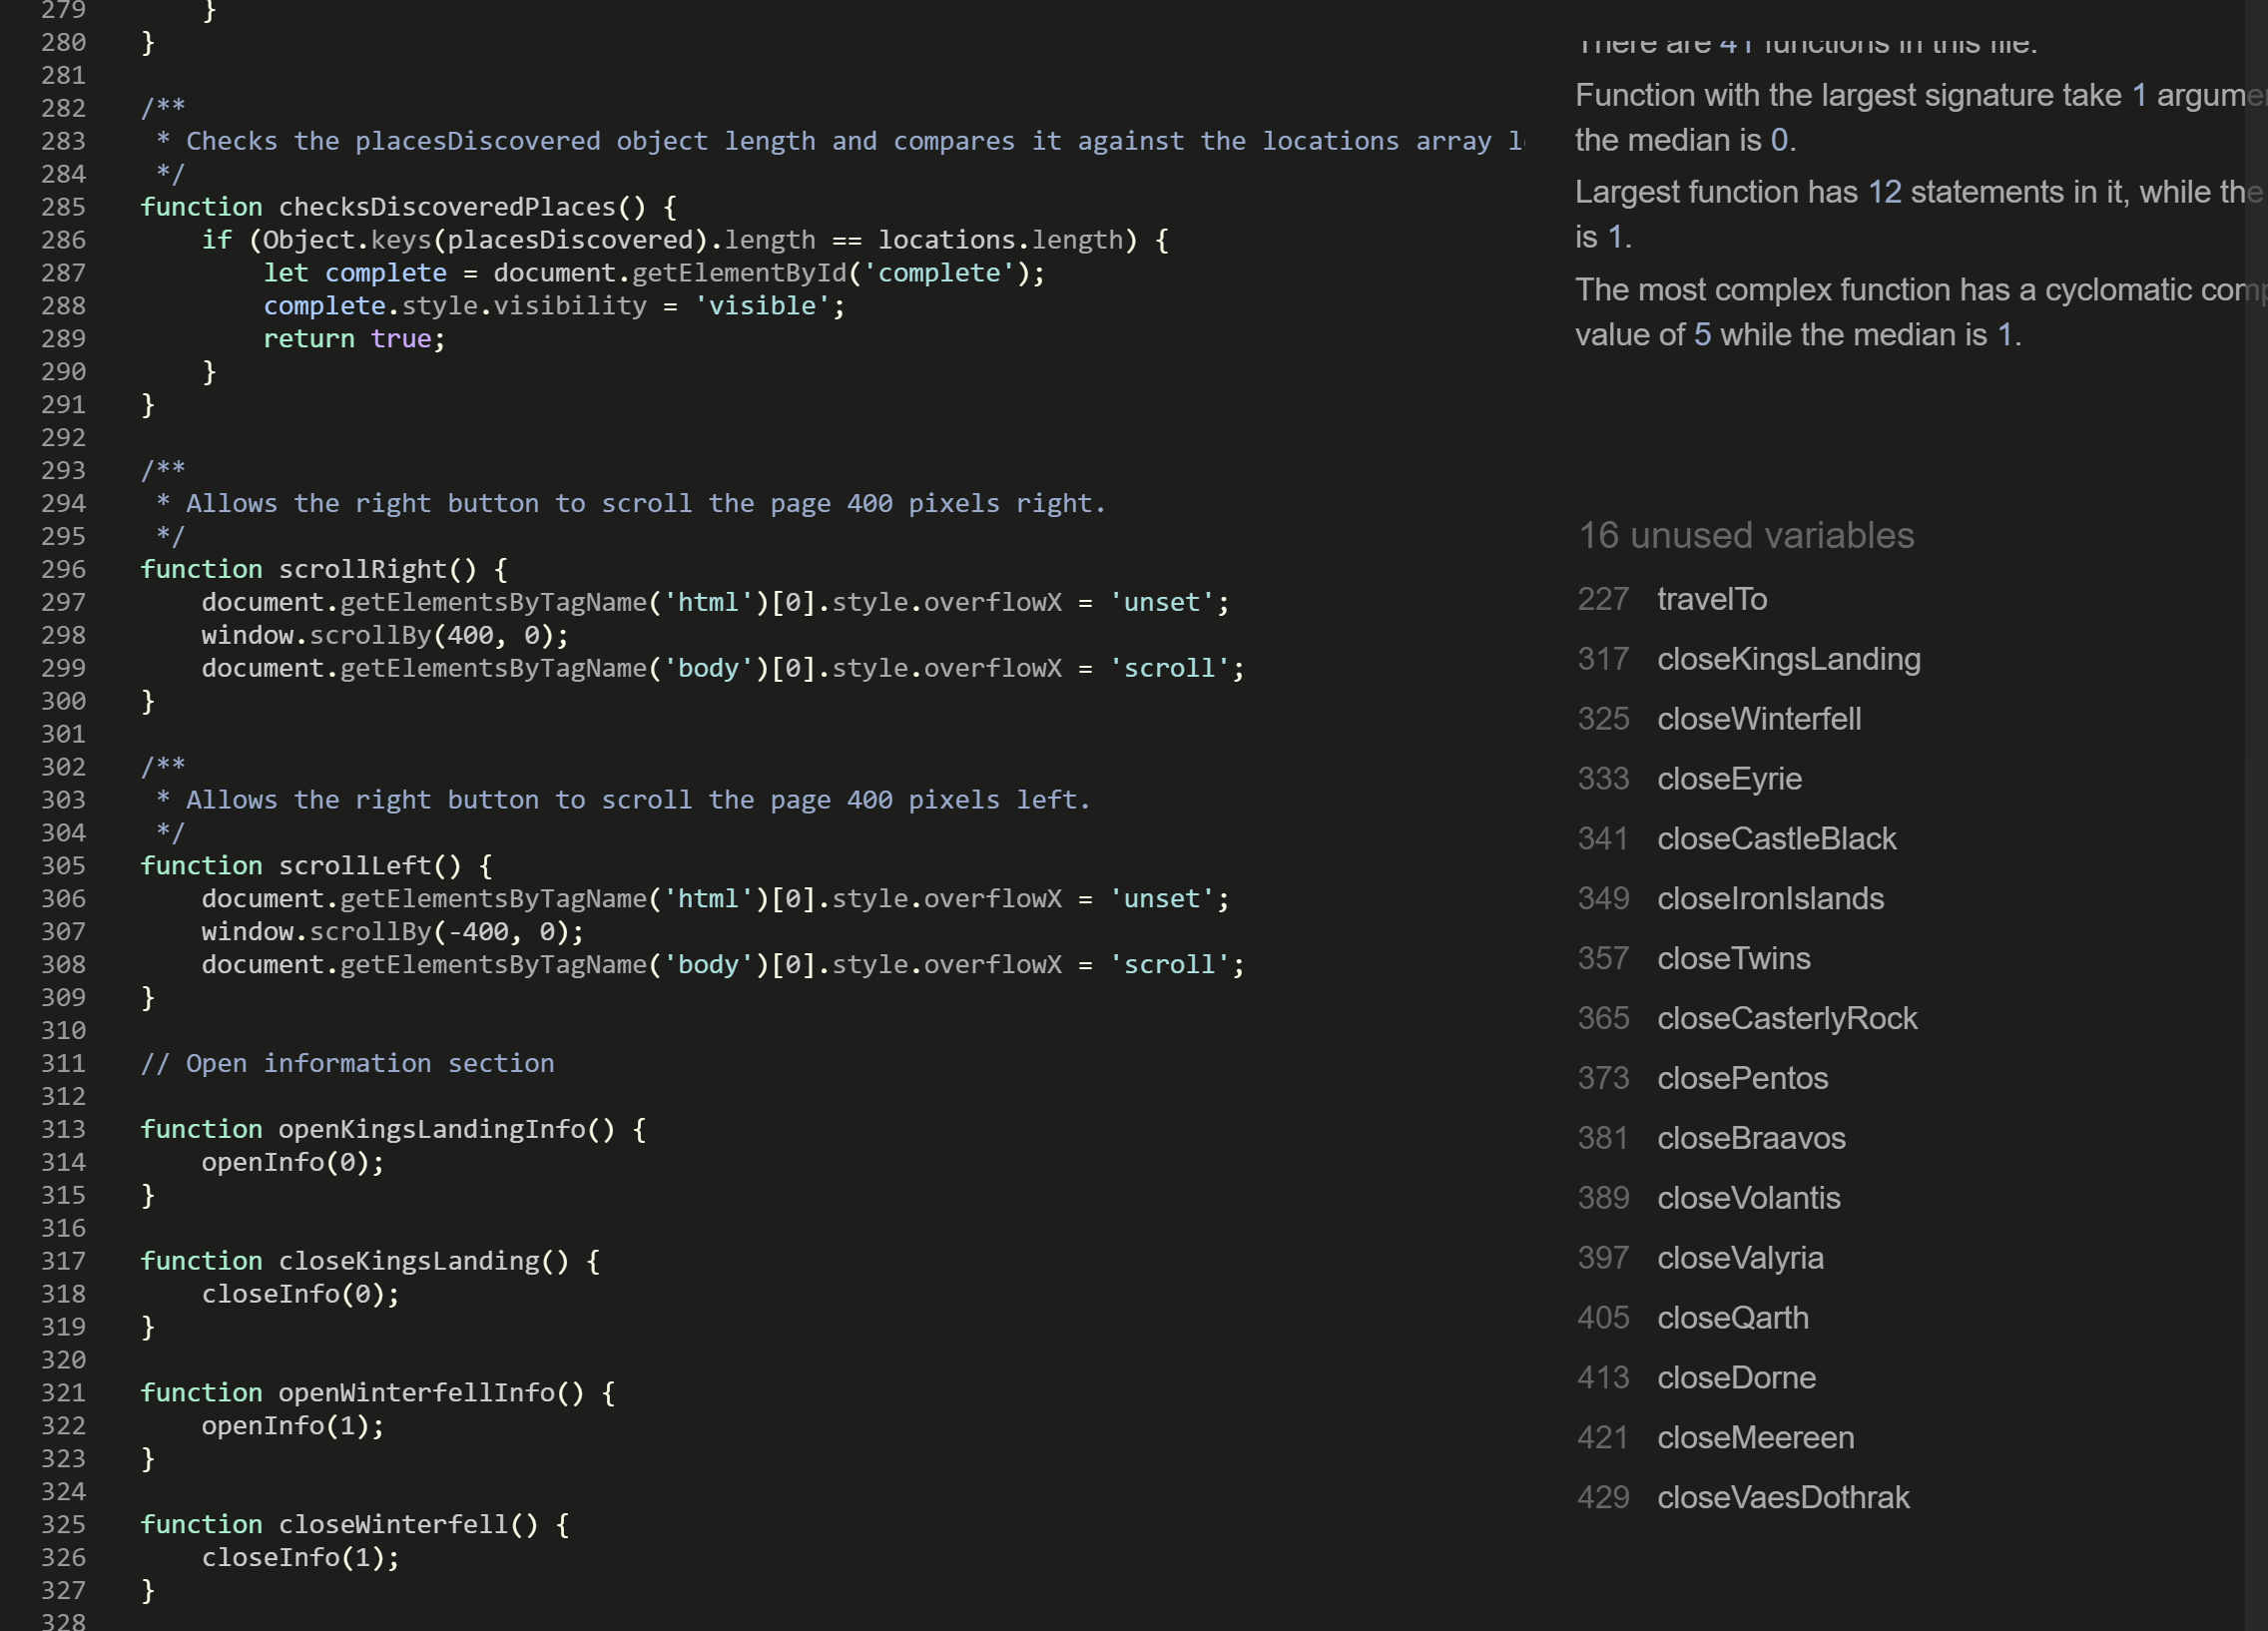 279         }
280     }
281
282     /**
283      * Checks the placesDiscovered object length and compares it against the locations array
284      */
285     function checksDiscoveredPlaces() {
286         if (Object.keys(placesDiscovered).length == locations.length) {
287             let complete = document.getElementById('complete');
288             complete.style.visibility = 'visible';
289             return true;
290         }
291     }
292
293     /**
294      * Allows the right button to scroll the page 400 pixels right.
295      */
296     function scrollRight() {
297         document.getElementsByTagName('html')[0].style.overflowX = 'unset';
298         window.scrollBy(400, 0);
299         document.getElementsByTagName('body')[0].style.overflowX = 'scroll';
300     }
301
302     /**
303      * Allows the right button to scroll the page 400 pixels left.
304      */
305     function scrollLeft() {
306         document.getElementsByTagName('html')[0].style.overflowX = 'unset';
307         window.scrollBy(-400, 0);
308         document.getElementsByTagName('body')[0].style.overflowX = 'scroll';
309     }
310
311     // Open information section
312
313     function openKingsLandingInfo() {
314         openInfo(0);
315     }
316
317     function closeKingsLanding() {
318         closeInfo(0);
319     }
320
321     function openWinterfellInfo() {
322         openInfo(1);
323     }
324
325     function closeWinterfell() {
326         closeInfo(1);
327     }
328
There are 41 functions in this file.
Function with the largest signature take 1
the median is 0.
Largest function has 12 statements in it, while the
is 1.
The most complex function has a cyclomatic
value of 5 while the median is 1.
16 unused variables
227 travelTo
317 closeKingsLanding
325 closeWinterfell
333 closeEyrie
341 closeCastleBlack
349 closeIronIslands
357 closeTwins
365 closeCasterlyRock
373 closePentos
381 closeBraavos
389 closeVolantis
397 closeValyria
405 closeQarth
413 closeDorne
421 closeMeereen
429 closeVaesDothrak